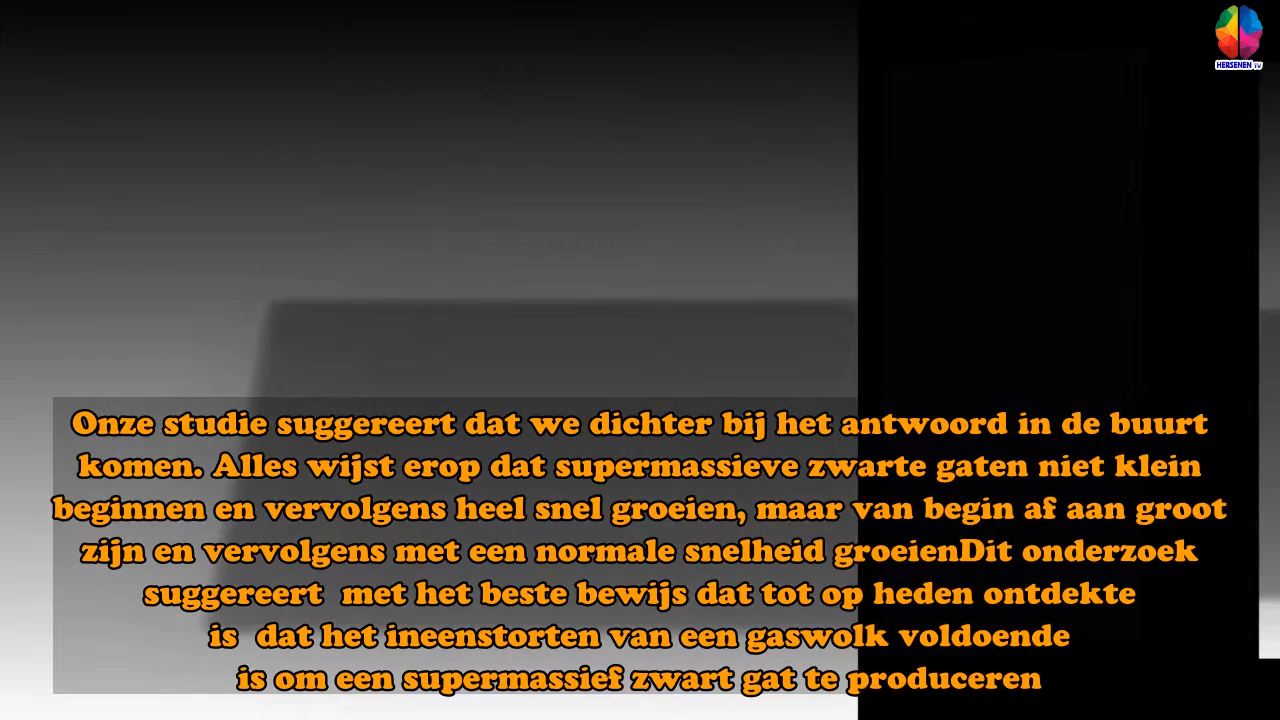 HERSENEN TV
Onze studie suggereert dat we dichter bij het antwoord in de buurt
komen. Alles wijst erop dat supermassieve zwarte gaten niet klein
beginnen en vervolgens heel snel groeien, maar van begin af aan groot
zijn en vervolgens met een normale snelheid groeienDit onderzoek
suggereert  met het beste bewijs dat tot op heden ontdekte
is  dat het ineenstorten van een gaswolk voldoende
is om een supermassief zwart gat te produceren